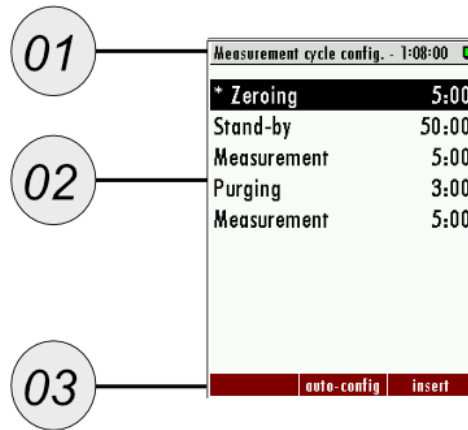 01
Measurement cycle config. - 1:08:00
* Zeroing 5:00
Stand-by 50:00
02
Measurement 5:00
Purging 3:00
Measurement 5:00
03
auto-config insert